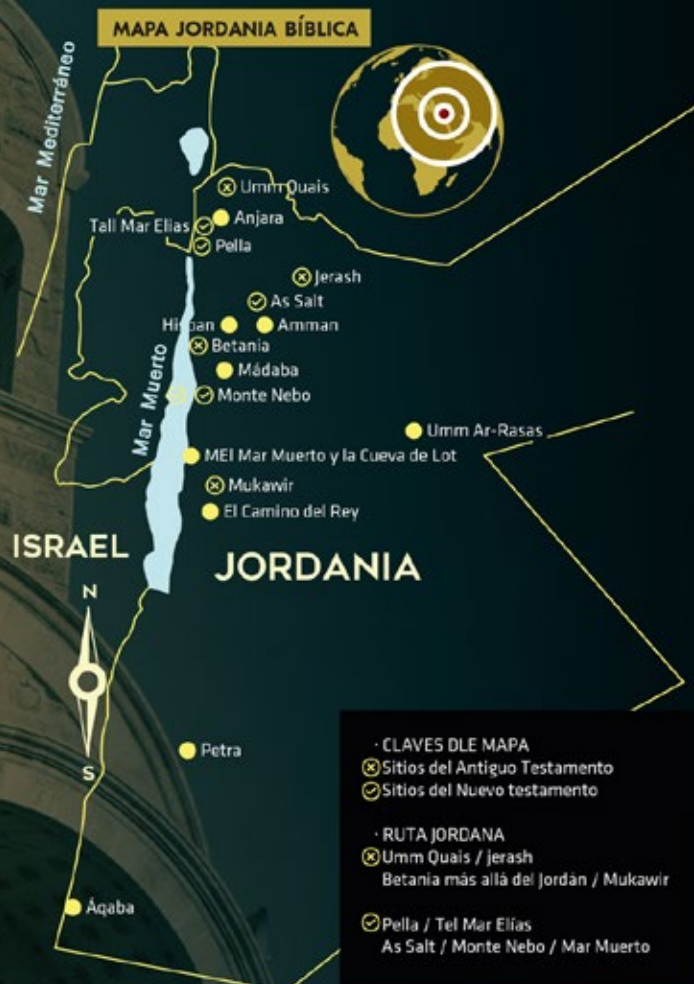 MAPA JORDANIA BÍBLICA
Mar Mediterráneo
Umm Quais
Anjara
Tall Mar Elias
Pella
Jerash
As Salt
Hisban
Amman
Betania
Mádaba
Mar Muerto
Monte Nebo
Umm Ar-Rasas
MEl Mar Muerto y la Cueva de Lot
Mukawir
El Camino del Rey
ISRAEL
JORDANIA
N
S
Petra
Áqaba
· CLAVES DLE MAPA
Sitios del Antiguo Testamento
Sitios del Nuevo testamento
· RUTA JORDANA
Umm Quais / jerash
Betania más allá del Jordán / Mukawir
Pella / Tel Mar Elías
As Salt / Monte Nebo / Mar Muerto